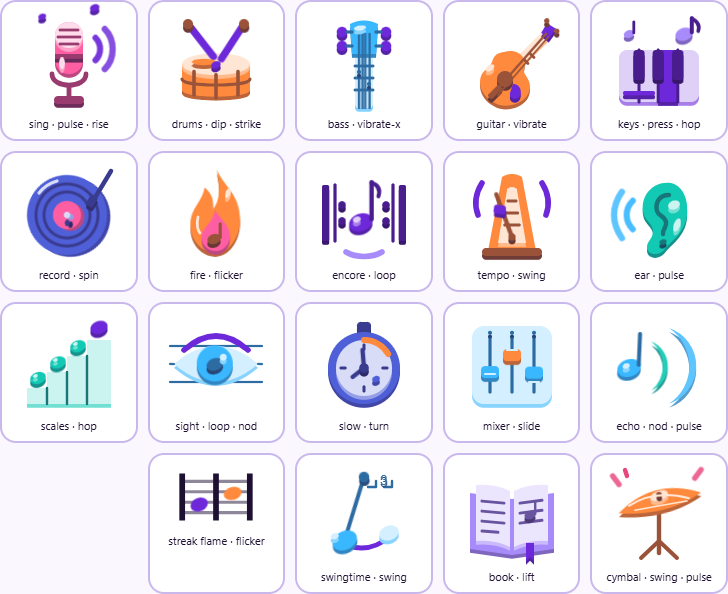 sing · pulse · rise
drums · dip · strike
bass · vibrate-x
guitar · vibrate
keys · press · hop
record · spin
fire · flicker
encore · loop
tempo · swing
ear · pulse
scales · hop
sight · loop · nod
slow · turn
mixer · slide
echo · nod · pulse
streak flame · flicker
swingtime · swing
book · lift
cymbal · swing · pulse